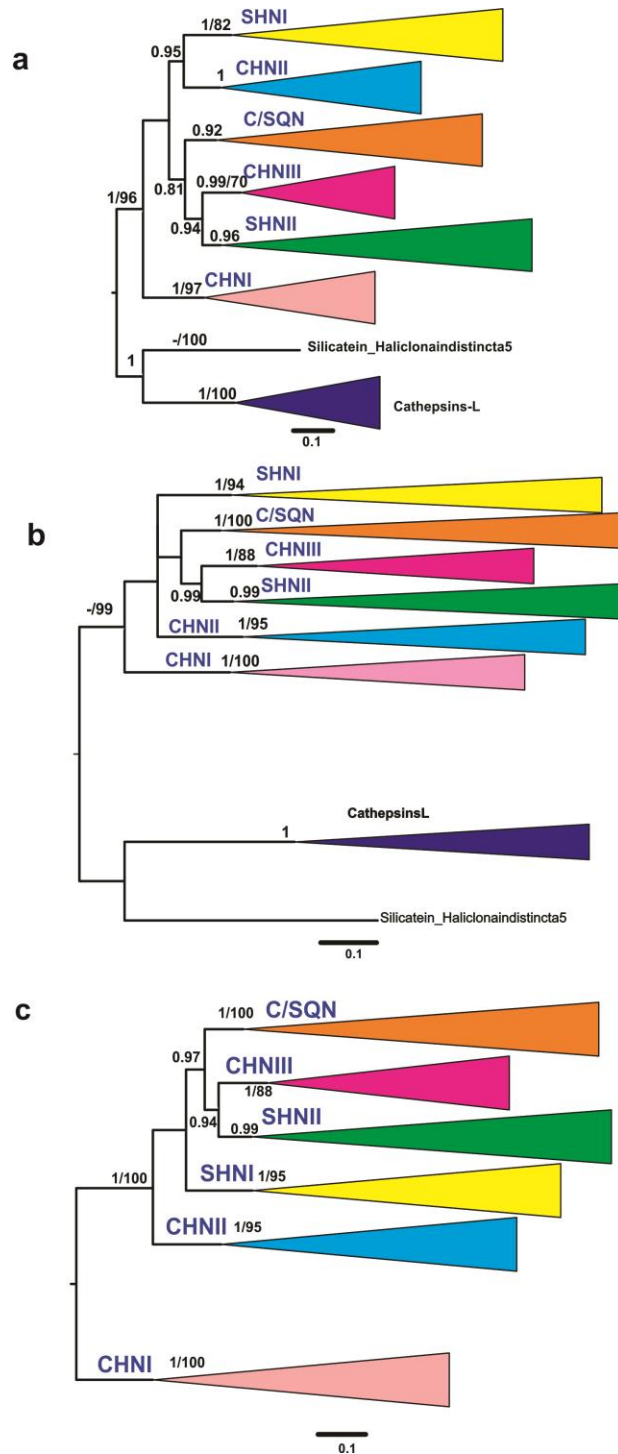 a
SHNI
1/82
0.95
CHNII
1
C/SQN
0.92
CHNIII
0.99/70
0.81
SHNII
0.94
0.96
1/96
CHNI
1/97
-/100
Silicatein_Haliclonaindistincta5
1
1/100
Cathepsins-L
0.1
b
SHNI
1/94
C/SQN
1/100
CHNIII
1/88
SHNII
0.99
0.99
CHNII
1/95
-/99
CHNI
1/100
CathepsinsL
1
Silicatein_Haliclonaindistincta5
0.1
c
C/SQN
1/100
0.97
CHNIII
1/88
SHNII
0.94
0.99
SHNI 1/95
1/100
CHNII 1/95
CHNI
1/100
0.1